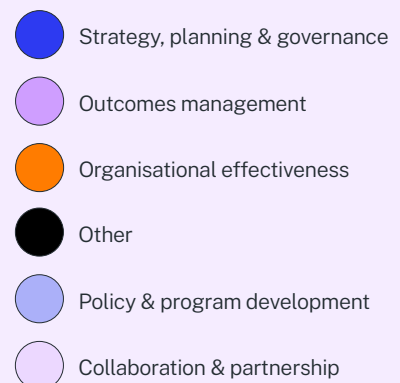 Strategy, planning & governance
Outcomes management
Organisational effectiveness
Other
Policy & program development
Collaboration & partnership